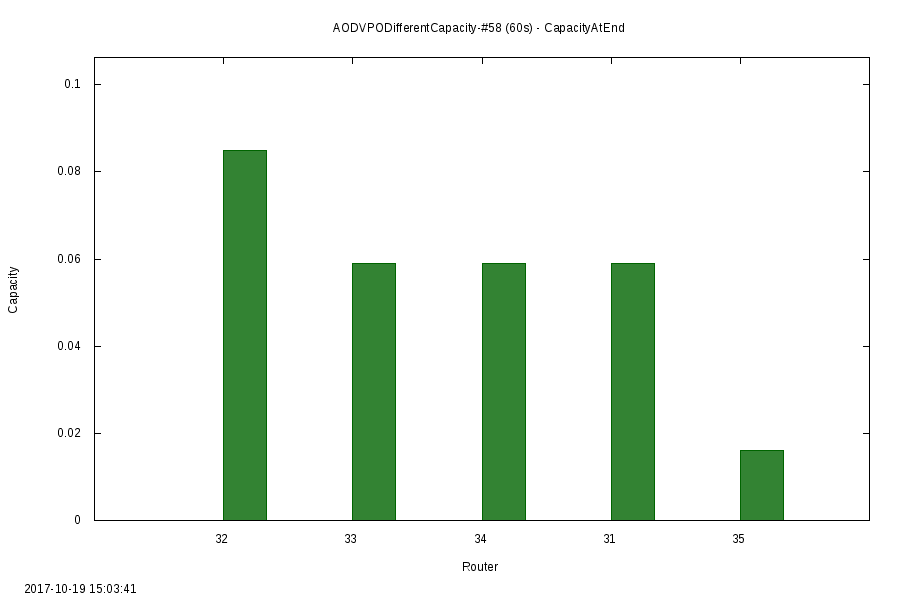 AODVPODifferentCapacity-#58 (60s) - CapacityAtEnd
0.1
0.08
0.06
0.04
0.02
0
Capacity
32 33 34 31 35
Router
2017-10-19 15:03:41